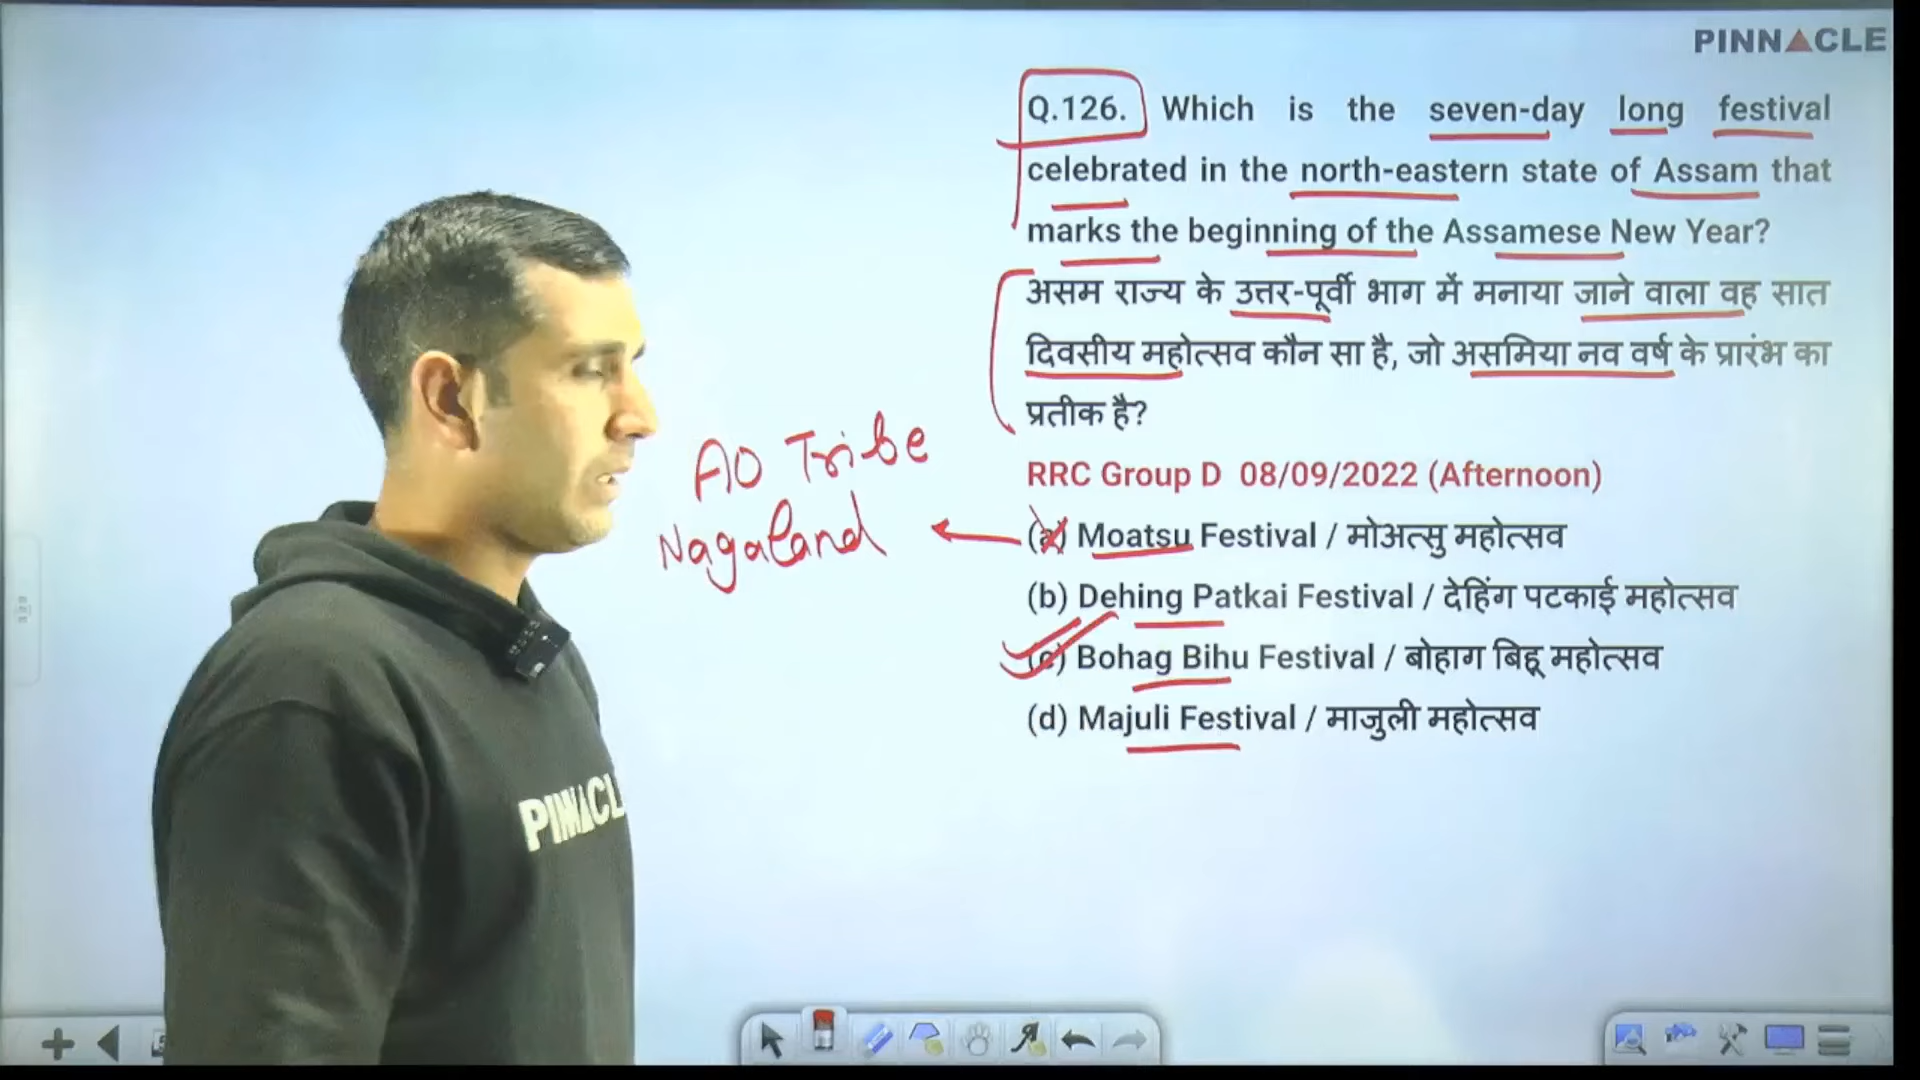 PINNACLE
Q.126. Which is the seven-day long festival
celebrated in the north-eastern state of Assam that
marks the beginning of the Assamese New Year?
असम राज्य के उत्तर-पूर्वी भाग में मनाया जाने वाला वह सात
दिवसीय महोत्सव कौन सा है, जो असमिया नव वर्ष के प्रारंभ का
प्रतीक है?
RRC Group D 08/09/2022 (Afternoon)
(a) Moatsu Festival / मोअत्सु महोत्सव
(b) Dehing Patkai Festival / देहिंग पटकाई महोत्सव
(c) Bohag Bihu Festival / बोहाग बिहू महोत्सव
(d) Majuli Festival / माजुली महोत्सव
AO Tribe
Nagaland
PINNACL